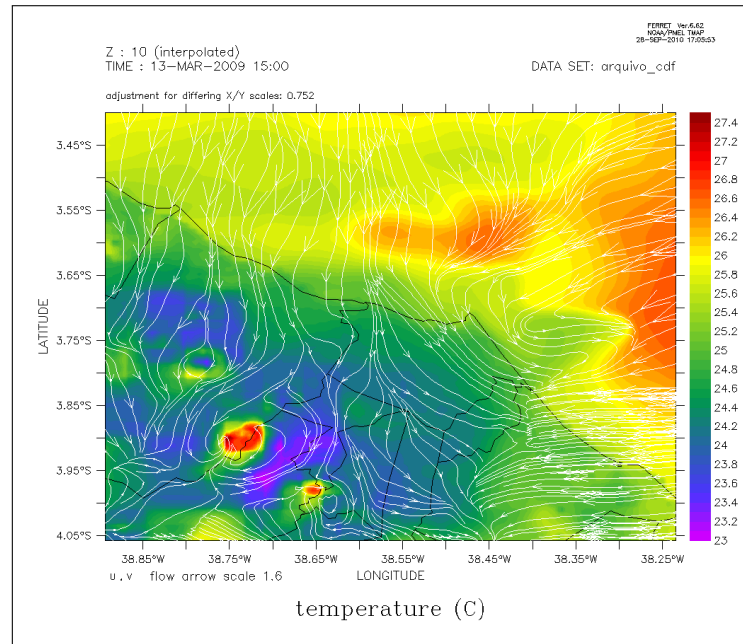 FERRET Ver.6.62
NOAA/PMEL TMAP
28-SEP-2010 17:03:53
Z : 10 (interpolated)
TIME : 13-MAR-2009 15:00
DATA SET: arquivo_cdf
adjustment for differing X/Y scales: 0.752
3.45°S
3.55°S
3.65°S
3.75°S
3.85°S
3.95°S
4.05°S
LATITUDE
27.4
27.2
27
26.8
26.6
26.4
26.2
26
25.8
25.6
25.4
25.2
25
24.8
24.6
24.4
24.2
24
23.8
23.6
23.4
23.2
23
38.85°W 38.75°W 38.65°W 38.55°W 38.45°W 38.35°W 38.25°W
u.v flow arrow scale 1.6
LONGITUDE
temperature (C)